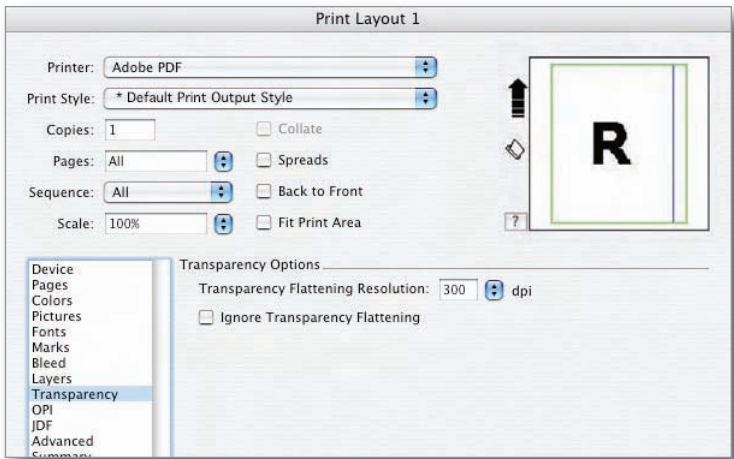 Print Layout 1
Printer: Adobe PDF
Print Style: * Default Print Output Style
Copies: 1 Collate
Pages: All Spreads
Sequence: All Back to Front
Scale: 100% Fit Print Area
R
?
Transparency Options
Transparency Flattening Resolution: 300 dpi
Ignore Transparency Flattening
Device
Pages
Colors
Pictures
Fonts
Marks
Bleed
Layers
Transparency
OPI
JDF
Advanced
Summary